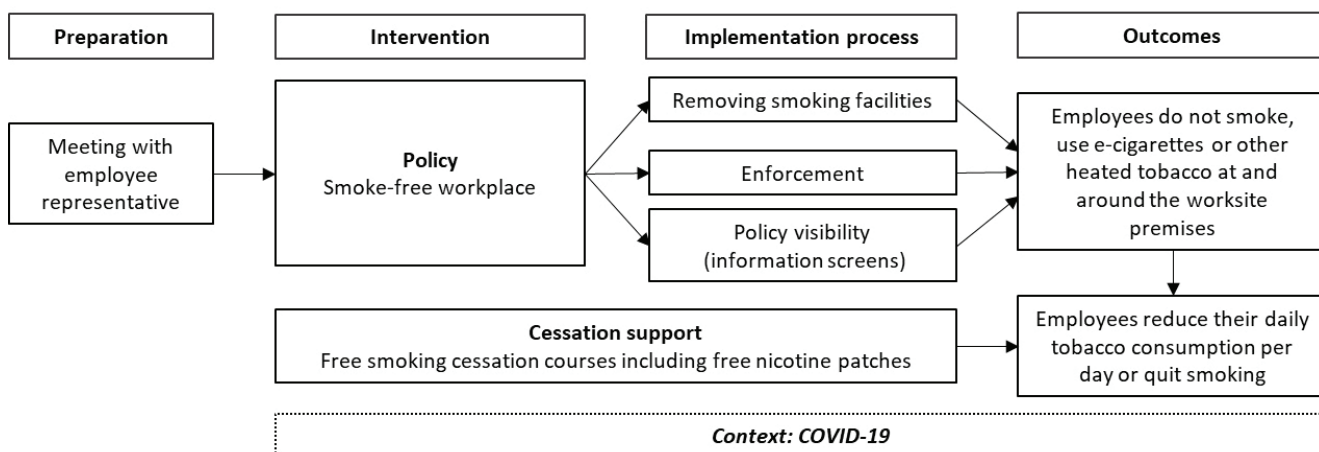 Preparation
Intervention
Implementation process
Outcomes
Meeting with
employee
representative
Policy
Smoke-free workplace
Removing smoking facilities
Enforcement
Policy visibility
(information screens)
Employees do not smoke,
use e-cigarettes or other
heated tobacco at and
around the worksite
premises
Cessation support
Free smoking cessation courses including free nicotine patches
Employees reduce their daily
tobacco consumption per
day or quit smoking
Context: COVID-19